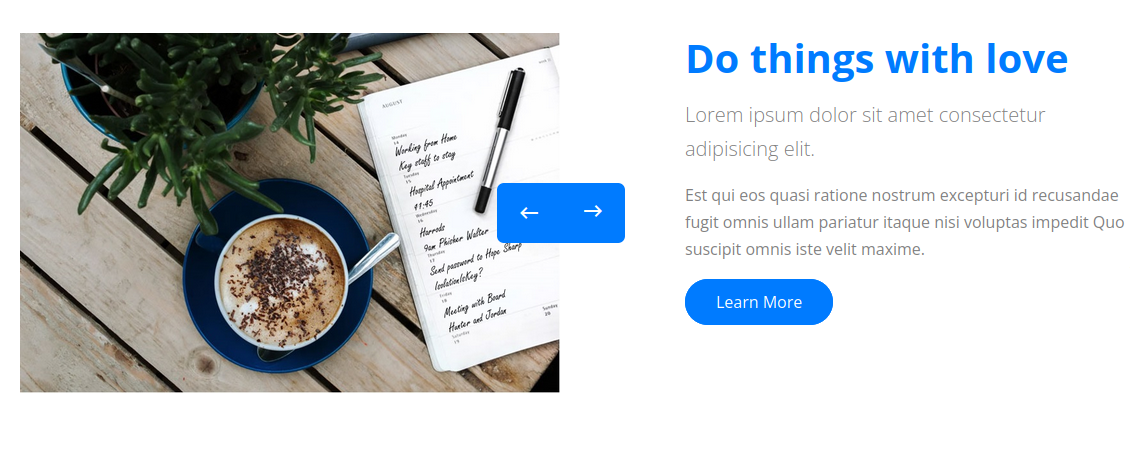 AUGUST
Monday
14
Working from Home
Key staff to stay
Tuesday
15
Hospital Appointment
11:45
Wednesday
16
Harrods
9am Phisher Walter
Thursday
17
Send password to Hope Sharp
IsolationIsKey?
Friday
18
Meeting with Board
Hunter and Jordan
Saturday
19
Sunday
20
Do things with love
Lorem ipsum dolor sit amet consectetur
adipisicing elit.
Est qui eos quasi ratione nostrum excepturi id recusandae
fugit omnis ullam pariatur itaque nisi voluptas impedit Quo
suscipit omnis iste velit maxime.
Learn More